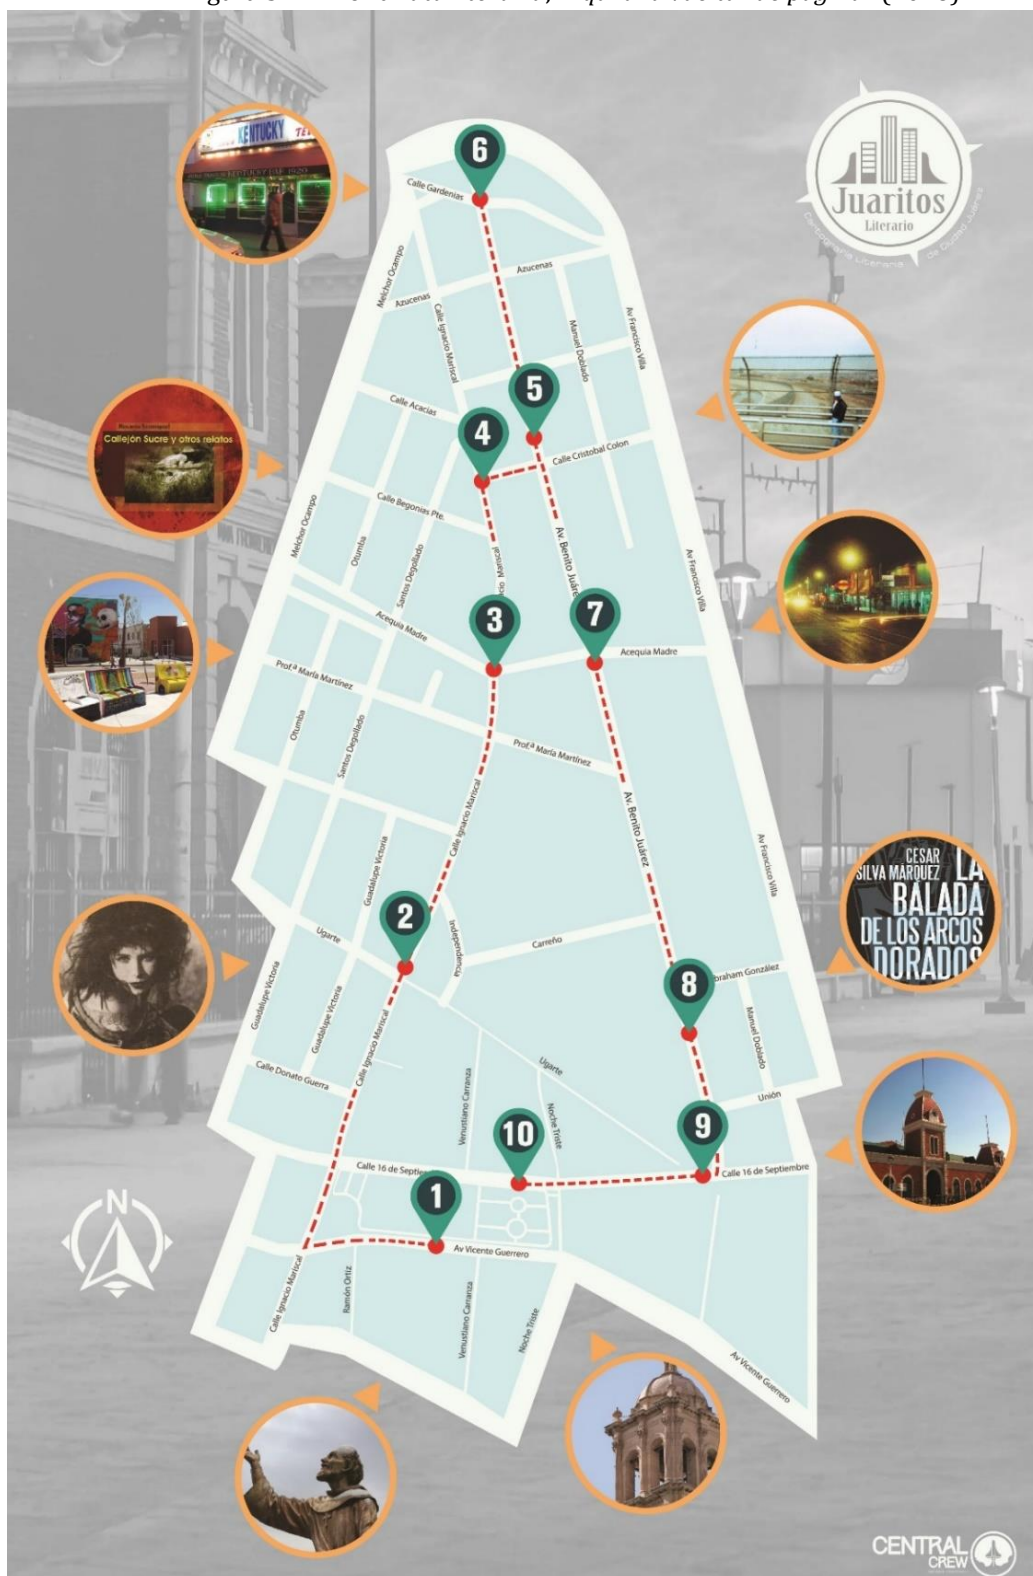 KENTUCKY
Juaritos
Literario
Cartografía Literaria de Ciudad Juárez
6
Calle Gardenias
Melchor Ocampo
Azucenas
Azucenas
Calle Ignacio Mariscal
Manuel Doblado
Av Francisco Villa
5
Calle Acacias
4
Callejón Sucre y otros relatos
Calle Cristobal Colon
Melchor Ocampo
Calle Begonias Pte.
Otumba
Santos Degollado
Mariscal
Av. Benito Juárez
Av Francisco Villa
3
7
Acequia Madre
Acequia Madre
Prof.ª María Martínez
Otumba
Santos Degollado
Prof.ª María Martínez
Calle Ignacio Mariscal
Av. Benito Juárez
Av Francisco Villa
Guadalupe Victoria
CESAR
SILVA MÁRQUEZ
LA
BALADA
DE LOS ARCOS
DORADOS
2
Ugarte
Independencia
Carreño
Guadalupe Victoria
Guadalupe Victoria
Calle Ignacio Mariscal
8
braham González
Manuel Doblado
Calle Donato Guerra
Venustiano Carranza
Ugarte
Noche Triste
Unión
10
9
Calle 16 de Septie
Calle 16 de Septiembre
1
N
Av Vicente Guerrero
Calle Ignacio Mariscal
Ramón Ortiz
Venustiano Carranza
Noche Triste
Av Vicente Guerrero
CENTRAL
CREW